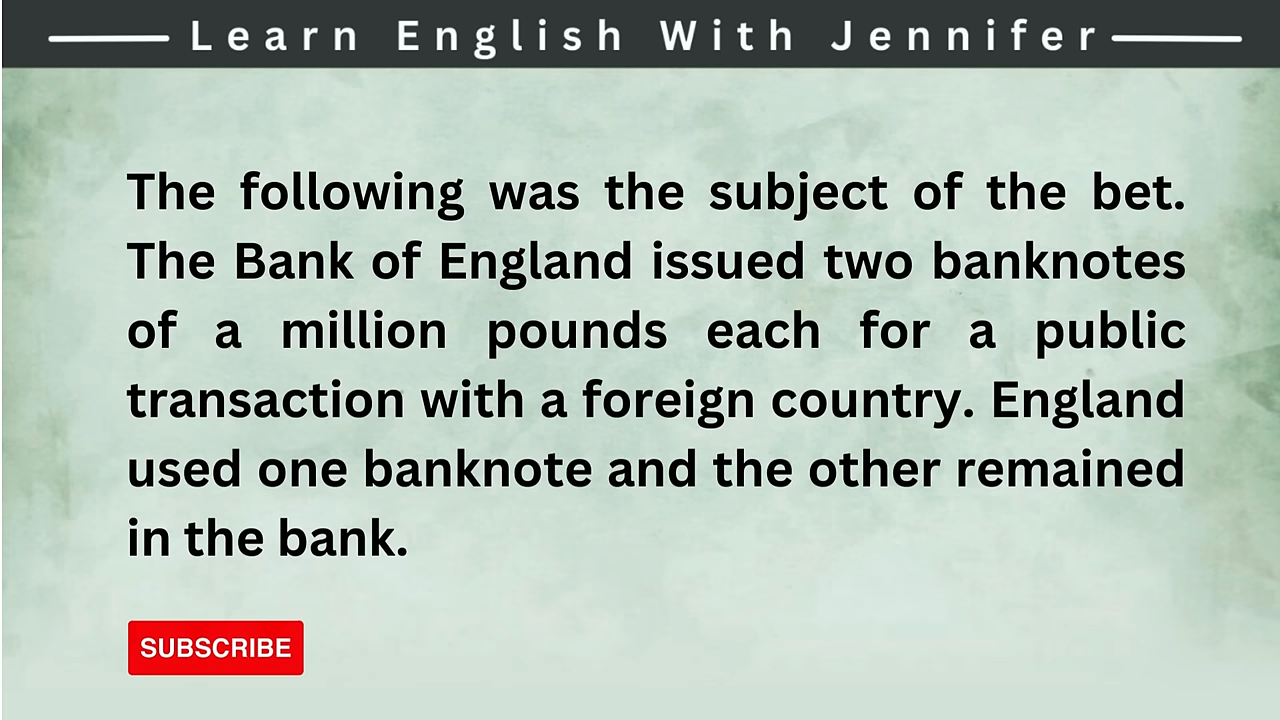 Learn English With Jennifer
The following was the subject of the bet.
The Bank of England issued two banknotes
of a million pounds each for a public
transaction with a foreign country. England
used one banknote and the other remained
in the bank.
SUBSCRIBE